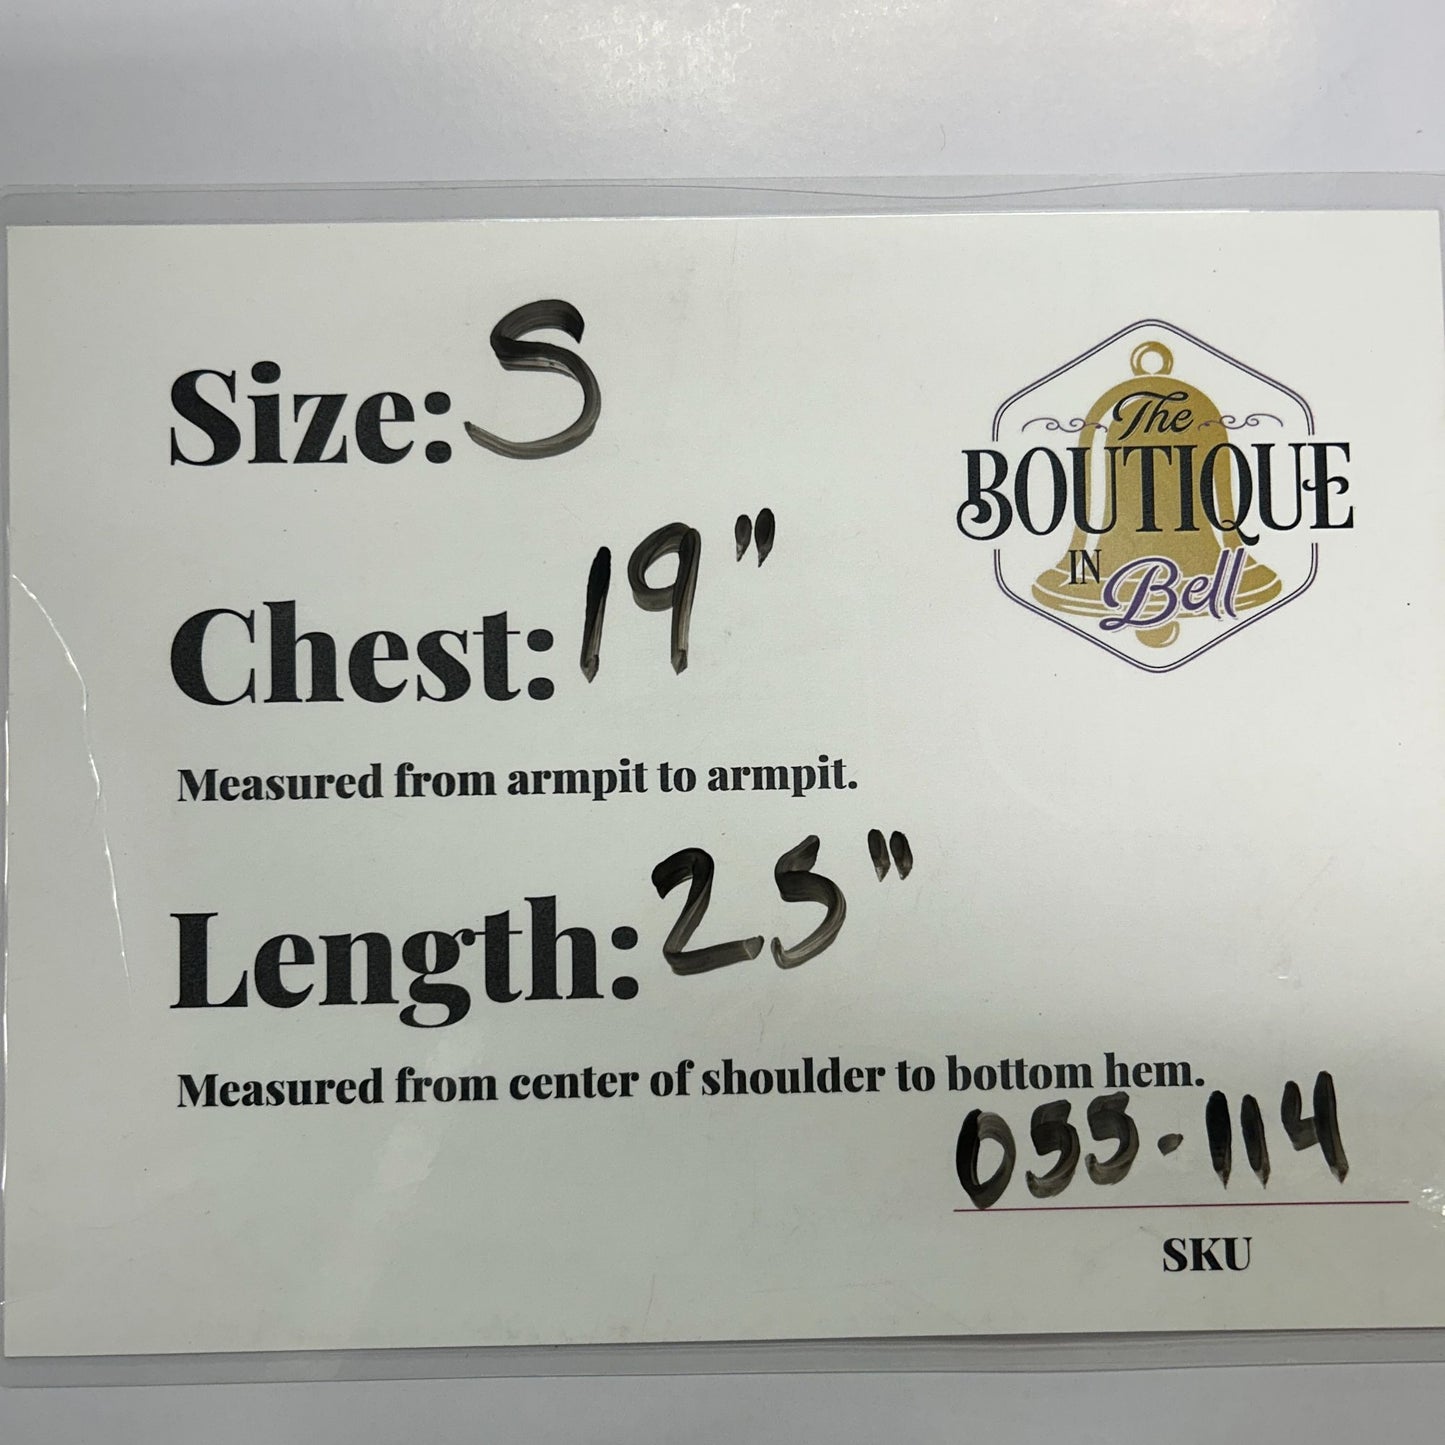 Size: S
The
BOUTIQUE
IN Bell
Chest: 19"
Measured from armpit to armpit.
Length: 25"
Measured from center of shoulder to bottom hem.
055-114
SKU